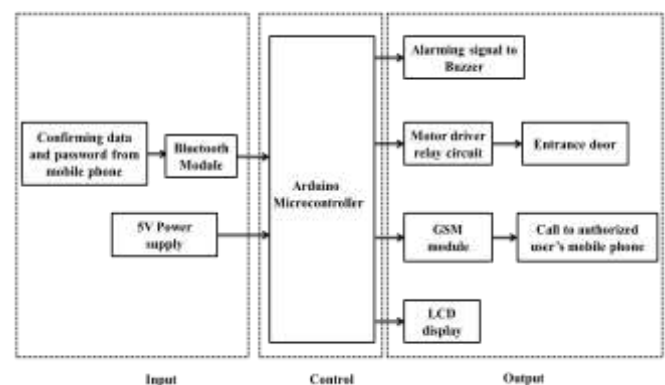 Confirming data
and password from
mobile phone
Bluetooth
Module
5V Power
supply
Arduino
Microcontroller
Alarming signal to
Buzzer
Motor driver
relay circuit
Entrance door
GSM
module
Call to authorized
user's mobile phone
LCD
display
Input
Control
Output